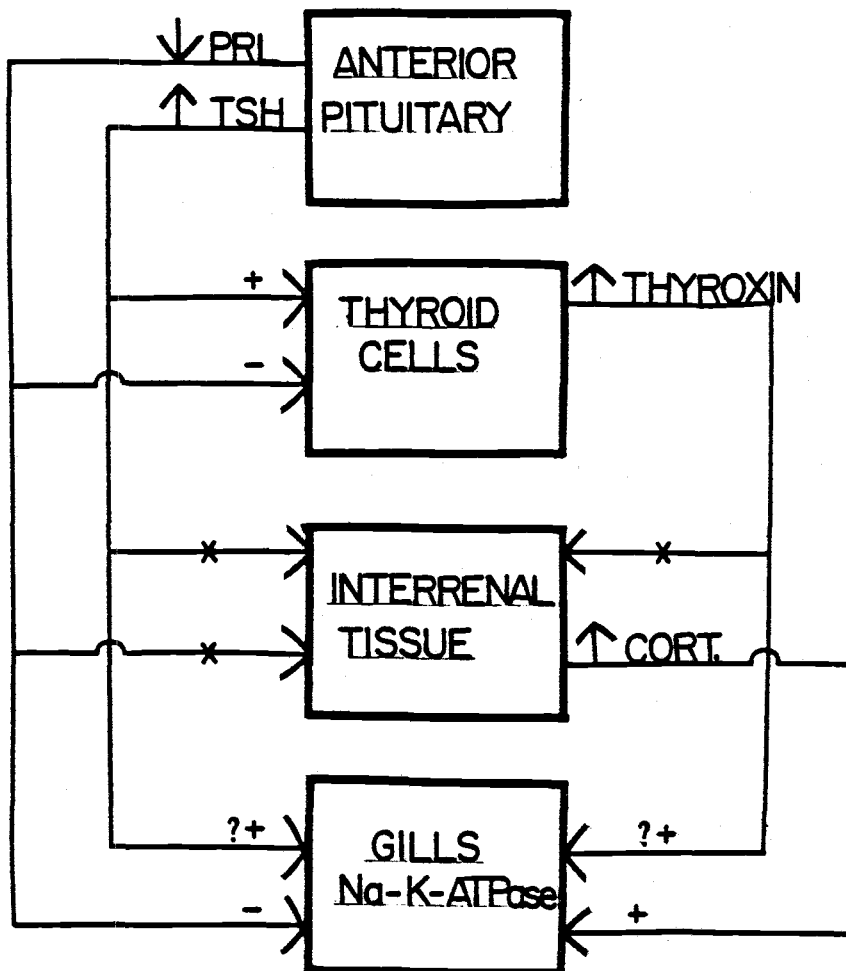 PRL
TSH
ANTERIOR
PITUITARY
+
-
THYROID
CELLS
THYROXIN
x
x
INTERRENAL
TISSUE
x
CORT.
?+
-
GILLS
Na-K-ATPase
?+
+